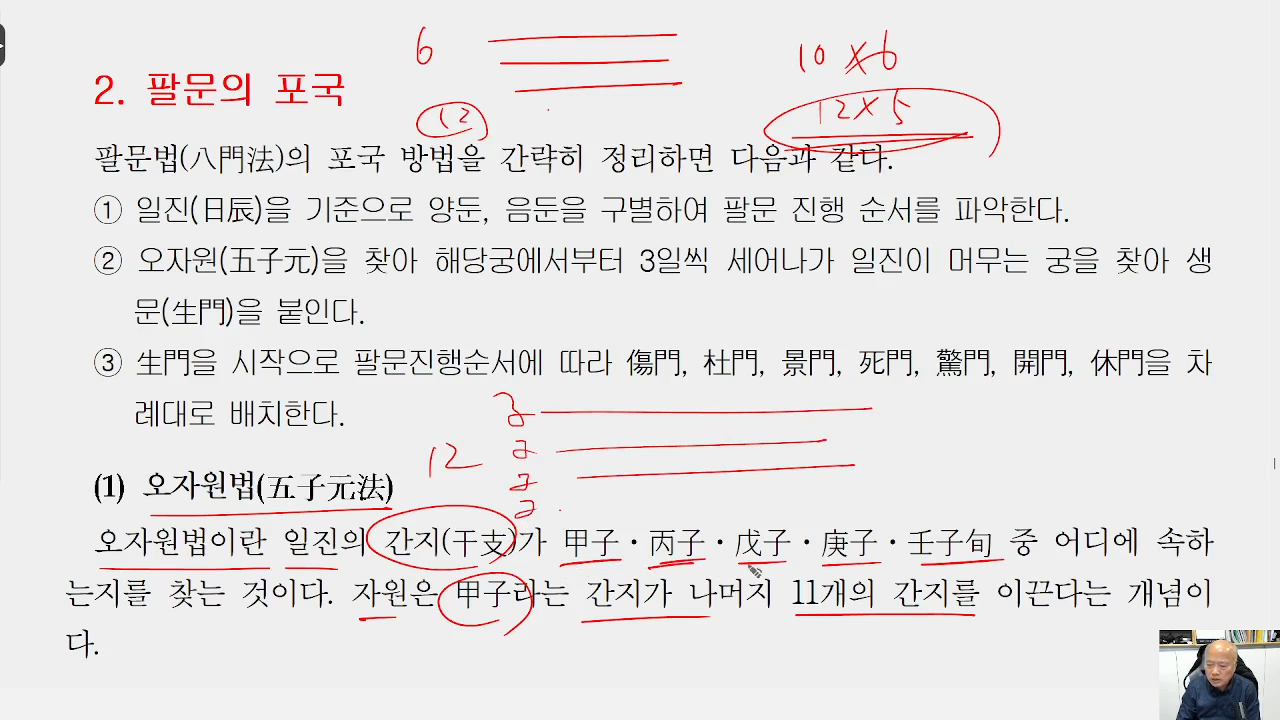 6
10 x 6
2. 팔문의 포국
12
12 x 5
팔문법(八門法)의 포국 방법을 간략히 정리하면 다음과 같다.
① 일진(日辰)을 기준으로 양둔, 음둔을 구별하여 팔문 진행 순서를 파악한다.
② 오자원(五子元)을 찾아 해당궁에서부터 3일씩 세어나가 일진이 머무는 궁을 찾아 생
문(生門)을 붙인다.
③ 生門을 시작으로 팔문진행순서에 따라 傷門, 杜門, 景門, 死門, 驚門, 開門, 休門을 차
례대로 배치한다.
12
(1) 오자원법(五子元法)
오자원법이란 일진의 간지(干支)가 甲子·丙子·戊子·庚子·壬子旬 중 어디에 속하
는지를 찾는 것이다. 자원은 甲子라는 간지가 나머지 11개의 간지를 이끈다는 개념이
다.